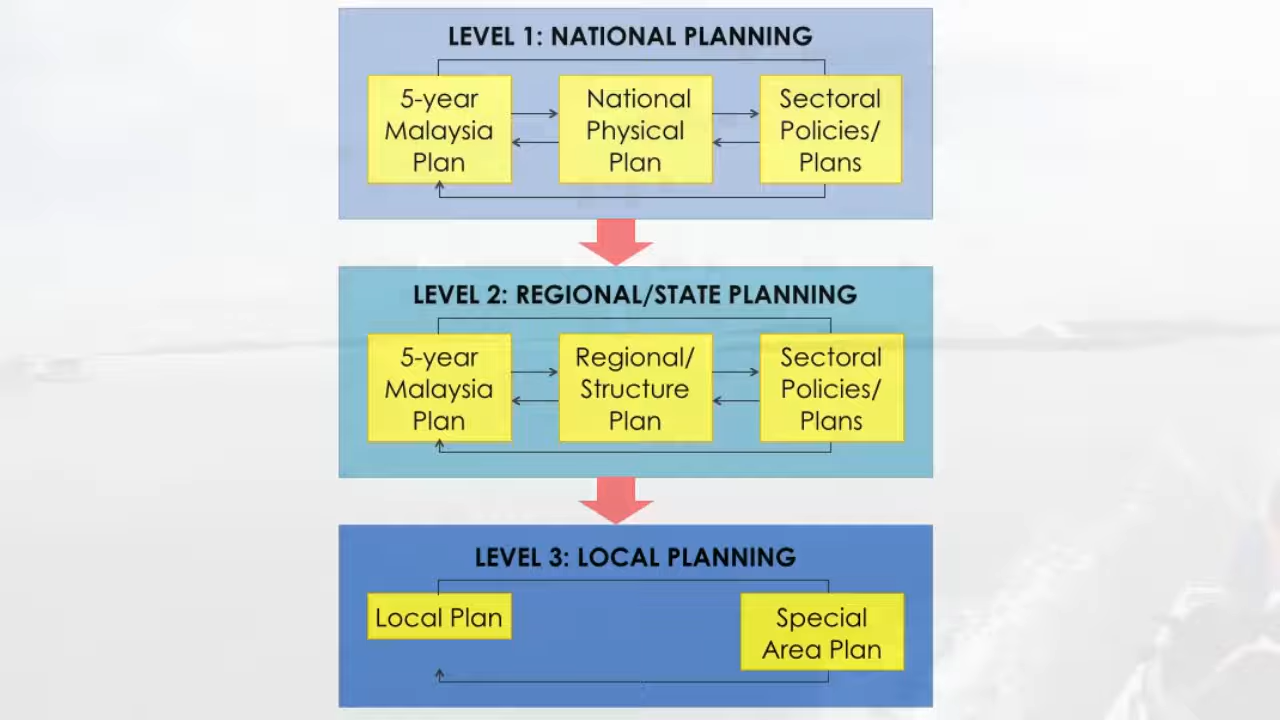 LEVEL 1: NATIONAL PLANNING
5-year
Malaysia
Plan
National
Physical
Plan
Sectoral
Policies/
Plans
LEVEL 2: REGIONAL/STATE PLANNING
5-year
Malaysia
Plan
Regional/
Structure
Plan
Sectoral
Policies/
Plans
LEVEL 3: LOCAL PLANNING
Local Plan
Special
Area Plan